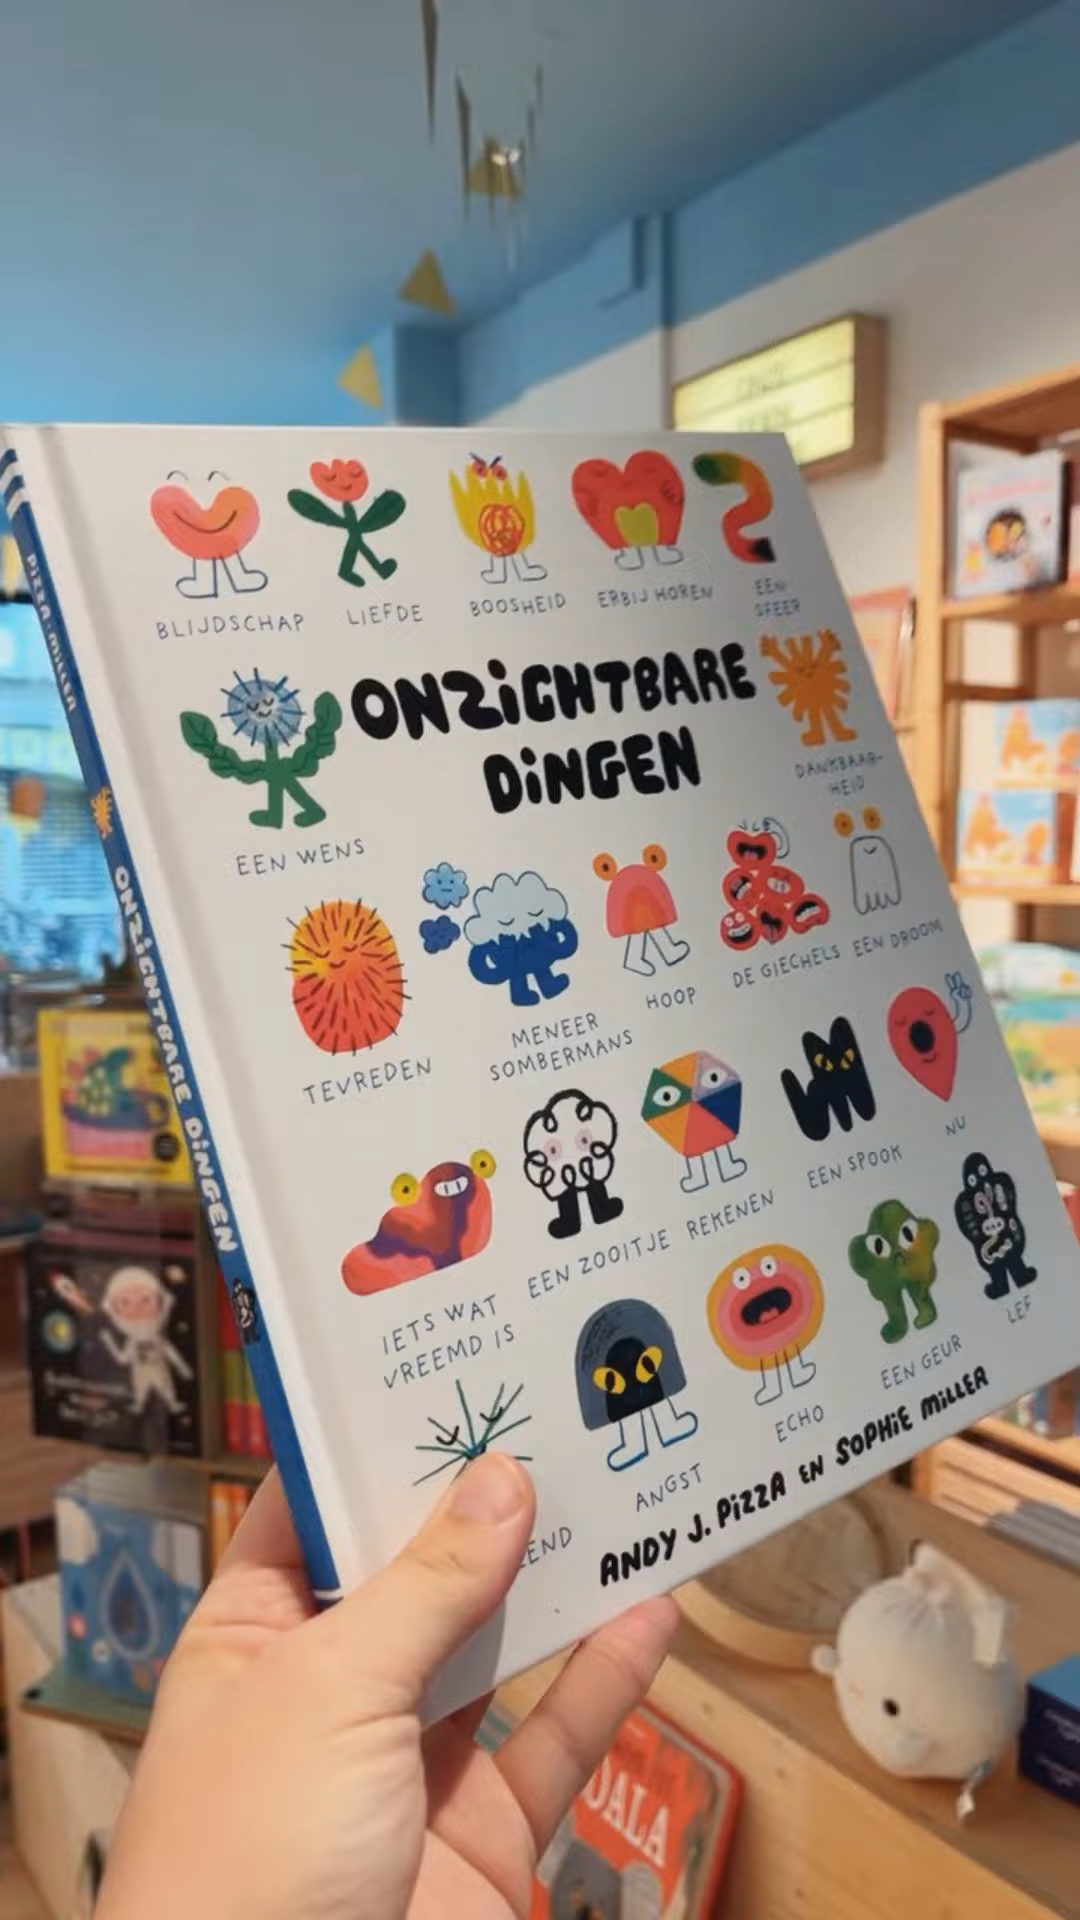 BLIJDSCHAP
LIEFDE
BOOSHEID
ERBIJ HOREN
EEN
SFEER
ONZiCHTBARE
DiNGEN
EEN WENS
DANKBAAR-
HEID
TEVREDEN
MENEER
SOMBERMANS
HOOP
DE GIECHELS
EEN DROOM
IETS WAT
VREEMD IS
EEN ZOOITJE
REKENEN
EEN SPOOK
NU
ANGST
ECHO
EEN GEUR
LEF
ANDY J. PiZZA EN SOPHiE MiLLER
PiZZA · MiLLER
ONZiCHTBARE DiNGEN